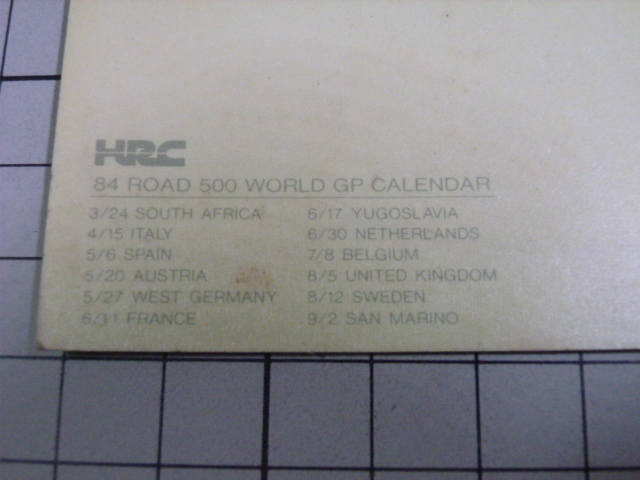 HRC
84 ROAD 500 WORLD GP CALENDAR
3/24 SOUTH AFRICA
4/15 ITALY
5/6 SPAIN
5/20 AUSTRIA
5/27 WEST GERMANY
6/11 FRANCE
6/17 YUGOSLAVIA
6/30 NETHERLANDS
7/8 BELGIUM
8/5 UNITED KINGDOM
8/12 SWEDEN
9/2 SAN MARINO